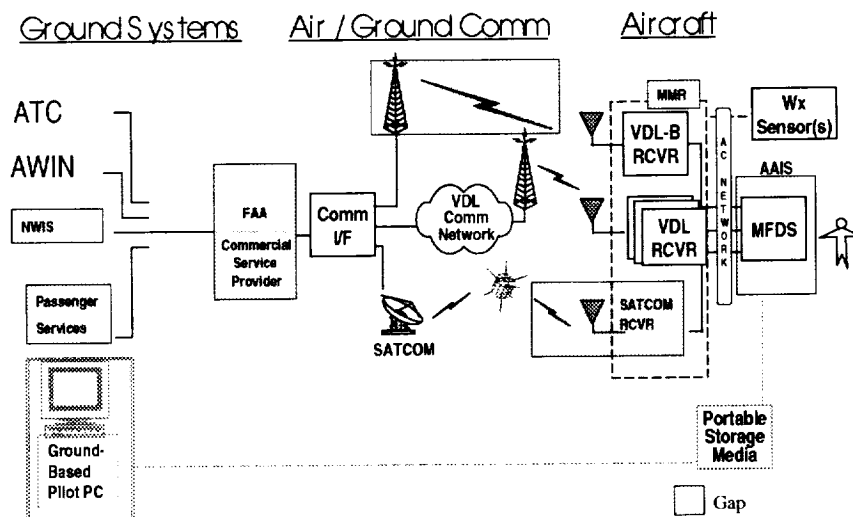 Ground Systems
Air / Ground Comm
Aircraft
ATC
AWIN
NWIS
Passenger
Services
FAA
Commercial
Service
Provider
Comm
I/F
VDL
Comm
Network
SATCOM
MMR
VDL-B
RCVR
VDL
RCVR
SATCOM
RCVR
AC NETWORK
Wx
Sensor(s)
AAIS
MFDS
Ground-
Based
Pilot PC
Portable
Storage
Media
Gap